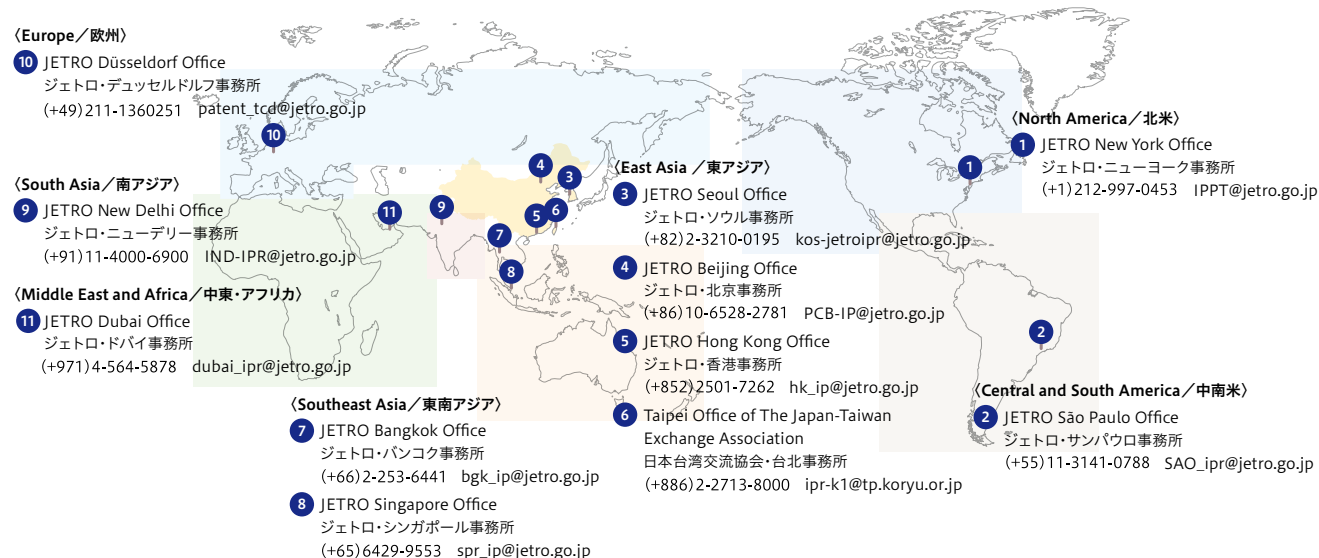 〈Europe／欧州〉
10 JETRO Düsseldorf Office
ジェトロ・デュッセルドルフ事務所
(+49)211-1360251 patent_tcd@jetro.go.jp
〈South Asia／南アジア〉
9 JETRO New Delhi Office
ジェトロ・ニューデリー事務所
(+91)11-4000-6900 IND-IPR@jetro.go.jp
〈Middle East and Africa／中東・アフリカ〉
11 JETRO Dubai Office
ジェトロ・ドバイ事務所
(+971)4-564-5878 dubai_ipr@jetro.go.jp
〈Southeast Asia／東南アジア〉
7 JETRO Bangkok Office
ジェトロ・バンコク事務所
(+66)2-253-6441 bgk_ip@jetro.go.jp
8 JETRO Singapore Office
ジェトロ・シンガポール事務所
(+65)6429-9553 spr_ip@jetro.go.jp
〈East Asia ／東アジア〉
3 JETRO Seoul Office
ジェトロ・ソウル事務所
(+82)2-3210-0195 kos-jetroipr@jetro.go.jp
4 JETRO Beijing Office
ジェトロ・北京事務所
(+86)10-6528-2781 PCB-IP@jetro.go.jp
5 JETRO Hong Kong Office
ジェトロ・香港事務所
(+852)2501-7262 hk_ip@jetro.go.jp
6 Taipei Office of The Japan-Taiwan
Exchange Association
日本台湾交流協会・台北事務所
(+886)2-2713-8000 ipr-k1@tp.koryu.or.jp
〈North America／北米〉
1 JETRO New York Office
ジェトロ・ニューヨーク事務所
(+1)212-997-0453 IPPT@jetro.go.jp
〈Central and South America／中南米〉
2 JETRO São Paulo Office
ジェトロ・サンパウロ事務所
(+55)11-3141-0788 SAO_ipr@jetro.go.jp
10
4
3
1
9
11
5
6
7
8
2